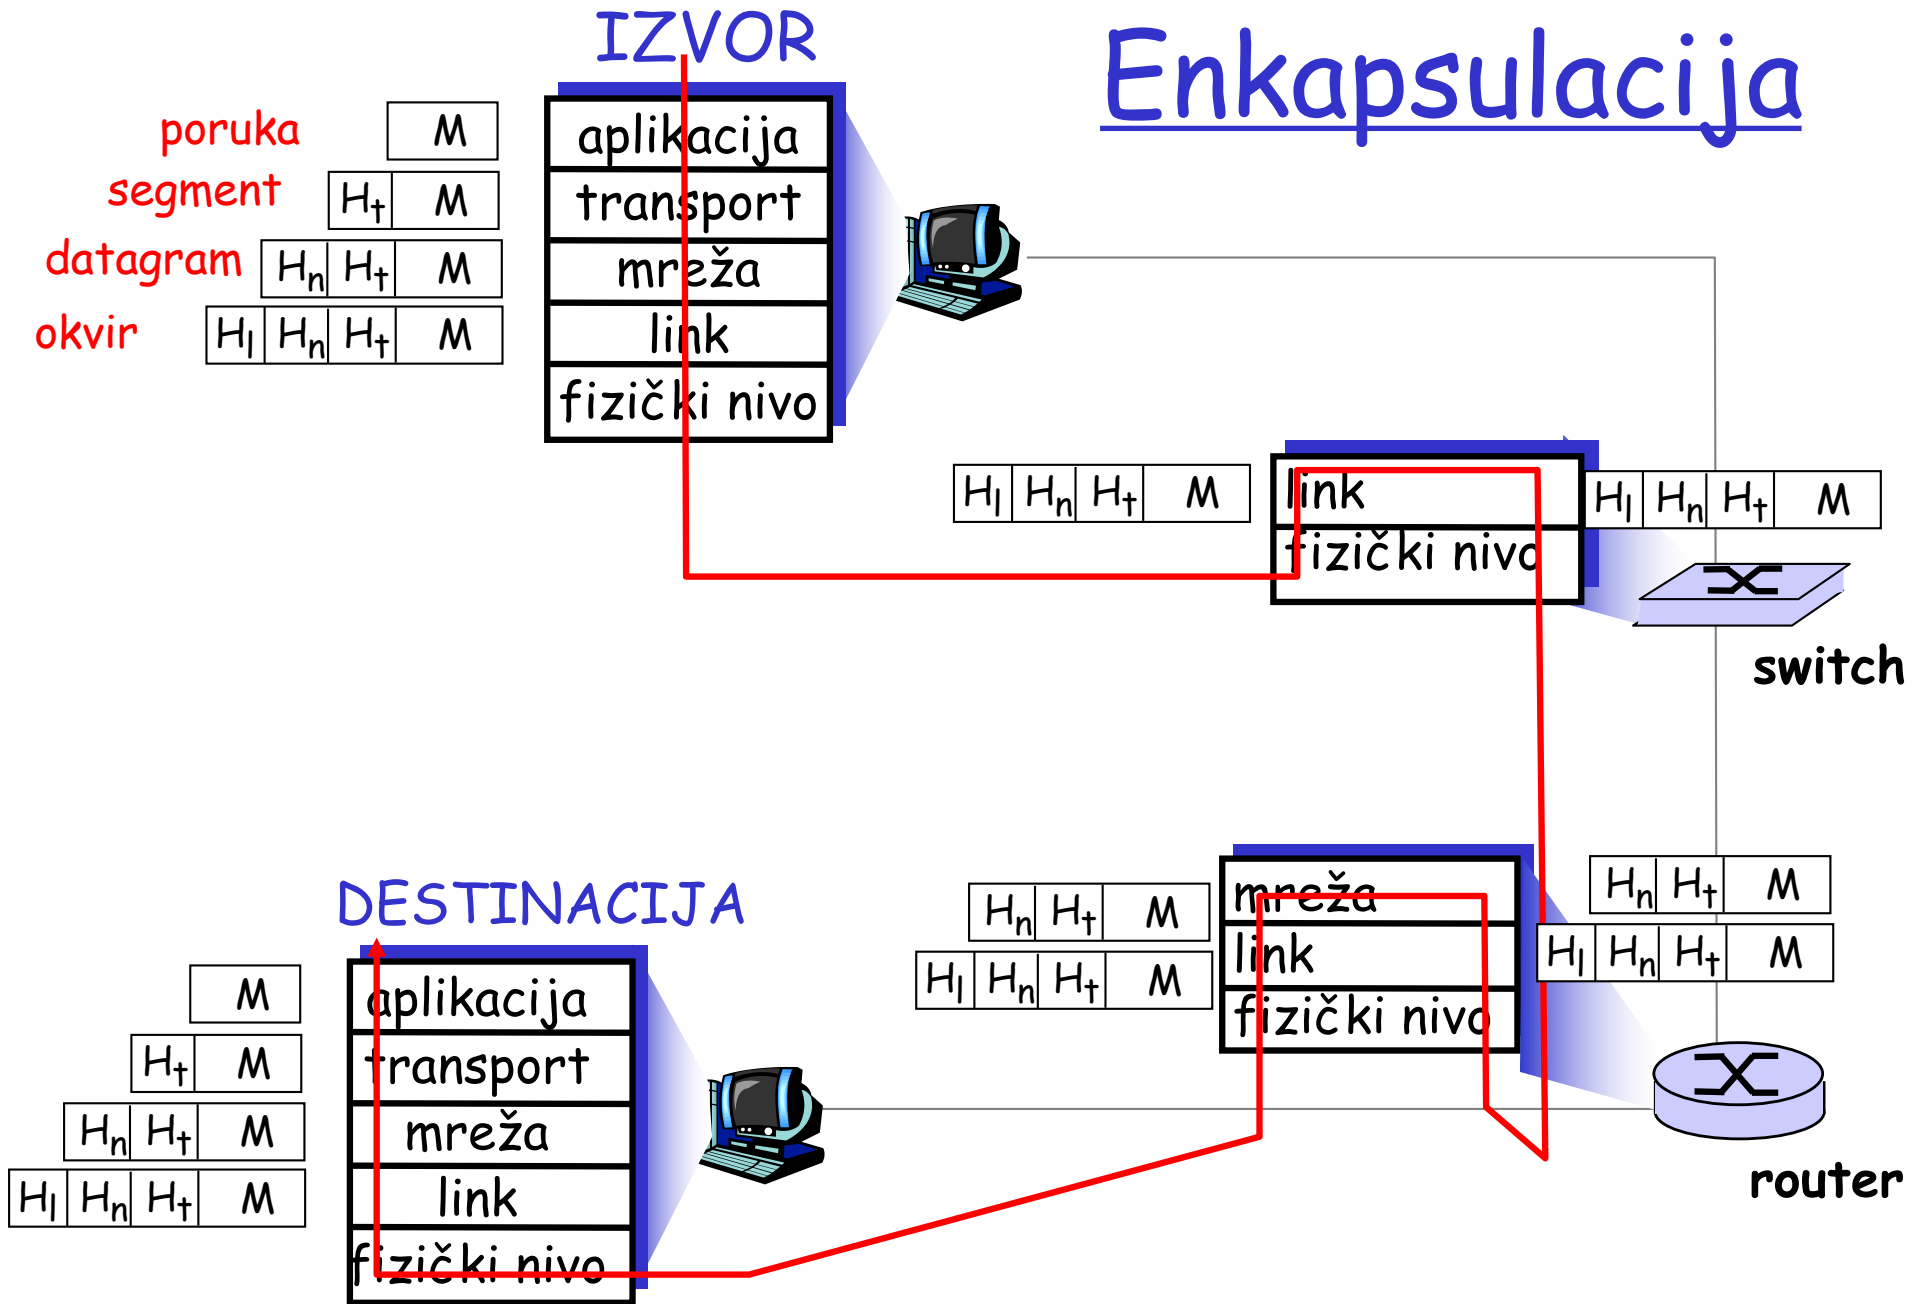 IZVOR
Enkapsulacija
poruka M aplikacija
segment Ht M transport
datagram Hn Ht M mreža
okvir Hl Hn Ht M link
fizički nivo
Hl Hn Ht M link Hl Hn Ht M
fizički nivo
switch
DESTINACIJA
Hn Ht M mreža Hn Ht M
Hl Hn Ht M link Hl Hn Ht M
fizički nivo
router
M aplikacija
Ht M transport
Hn Ht M mreža
Hl Hn Ht M link
fizički nivo